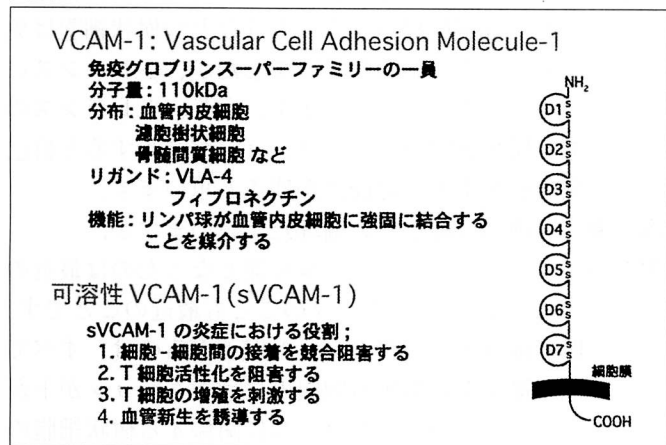 VCAM-1: Vascular Cell Adhesion Molecule-1
免疫グロブリンスーパーファミリーの一員
分子量：110kDa
分布：血管内皮細胞
濾胞樹状細胞
骨髄間質細胞 など
リガンド：VLA-4
フィブロネクチン
機能：リンパ球が血管内皮細胞に強固に結合する
ことを媒介する
可溶性 VCAM-1(sVCAM-1)
sVCAM-1 の炎症における役割；
1. 細胞-細胞間の接着を競合阻害する
2. T 細胞活性化を阻害する
3. T 細胞の増殖を刺激する
4. 血管新生を誘導する
NH₂
D1 S S
D2 S S
D3 S S
D4 S S
D5 S S
D6 S S
D7 S S
細胞膜
COOH